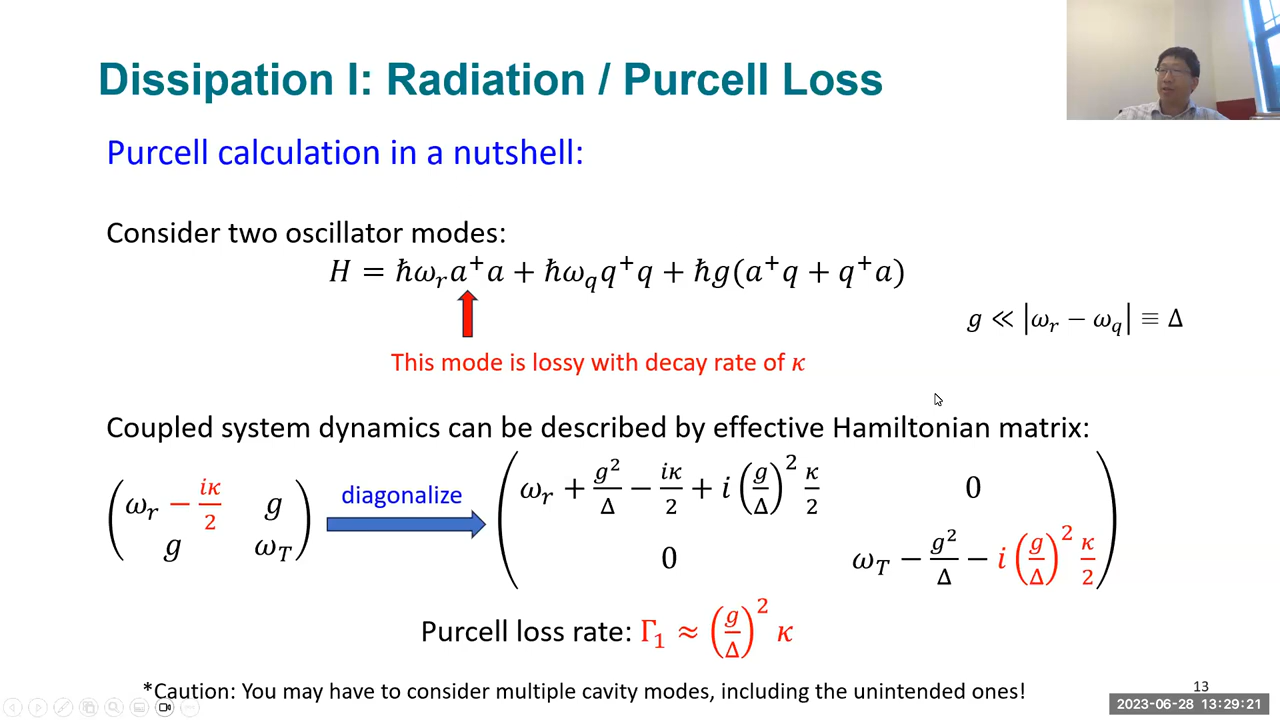 Dissipation I: Radiation / Purcell Loss
Purcell calculation in a nutshell:
Consider two oscillator modes:
H = ℏω_r a⁺a + ℏω_q q⁺q + ℏg(a⁺q + q⁺a)
g ≪ |ω_r − ω_q| ≡ Δ
This mode is lossy with decay rate of κ
Coupled system dynamics can be described by effective Hamiltonian matrix:
(ω_r − iκ/2   g
g   ω_T)
diagonalize
(ω_r + g²/Δ − iκ/2 + i(g/Δ)² κ/2   0
0   ω_T − g²/Δ − i(g/Δ)² κ/2)
Purcell loss rate: Γ₁ ≈ (g/Δ)² κ
*Caution: You may have to consider multiple cavity modes, including the unintended ones!
13
2023-06-28 13:29:21